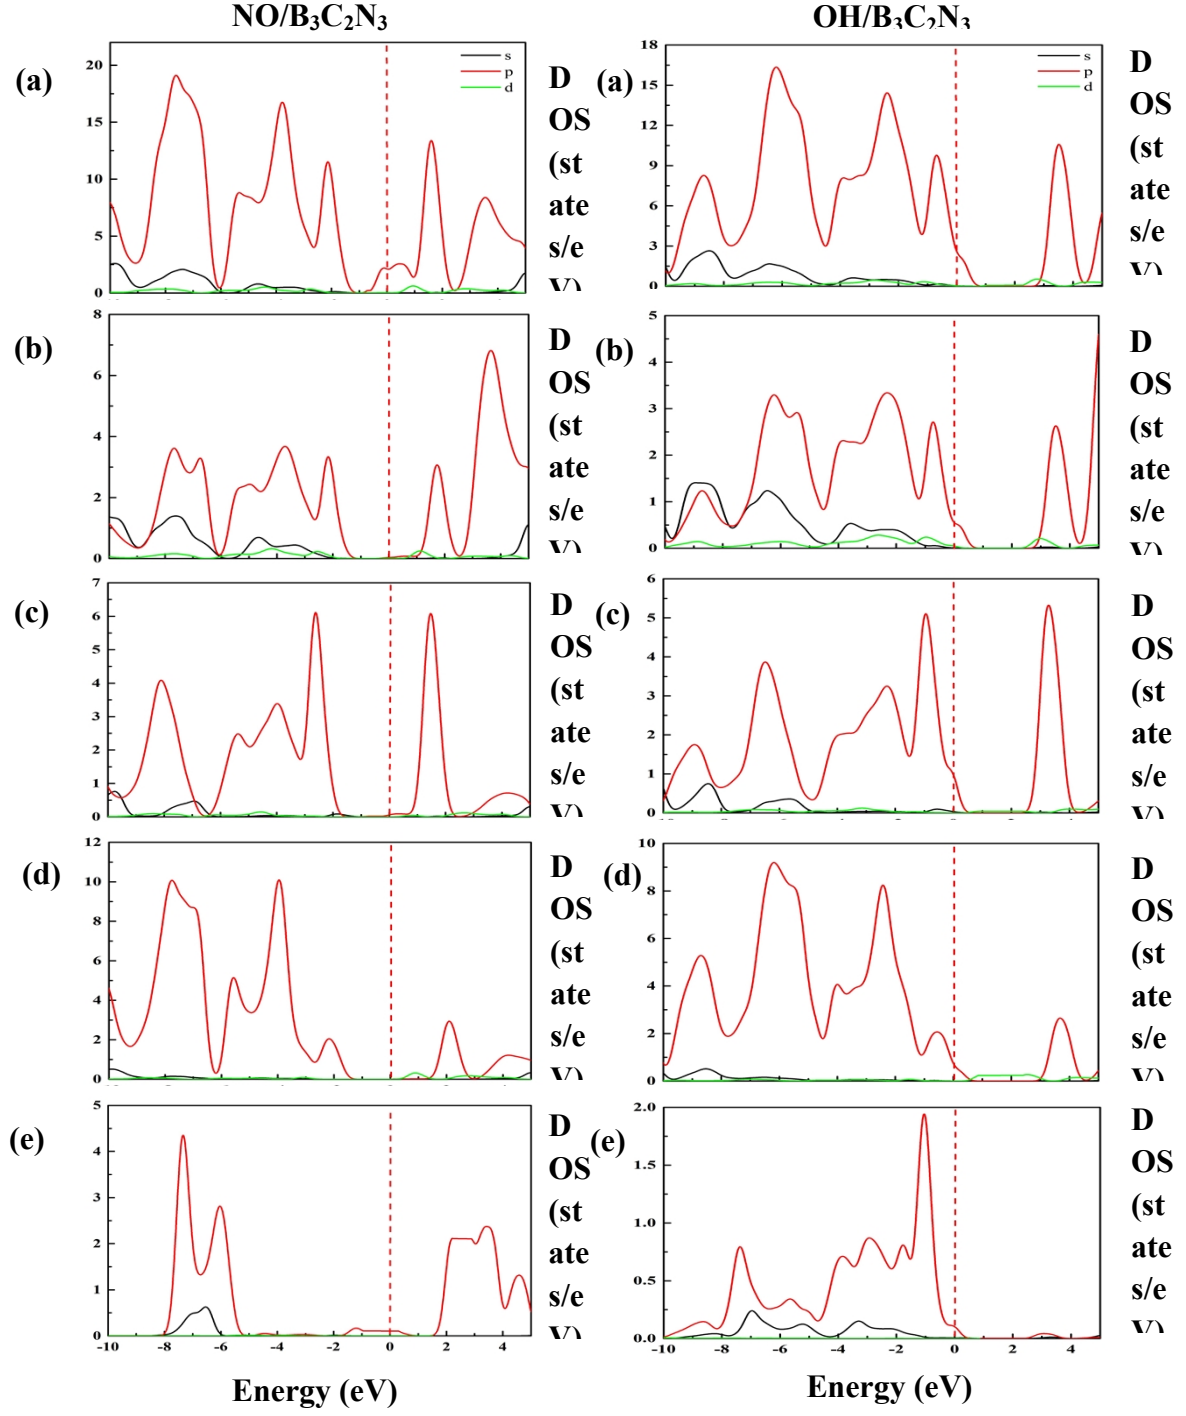 NO/B₃C₂N₃
OH/B₃C₂N₃
(a)
20
15
10
5
0
s
p
d
D
OS
(st
ate
s/e
V)
(a)
18
15
12
9
6
3
0
s
p
d
D
OS
(st
ate
s/e
V)
(b)
8
6
4
2
0
D
OS
(st
ate
s/e
V)
(b)
5
4
3
2
1
0
D
OS
(st
ate
s/e
V)
(c)
7
6
5
4
3
2
1
0
D
OS
(st
ate
s/e
V)
(c)
6
5
4
3
2
1
0
D
OS
(st
ate
s/e
V)
(d)
12
10
8
6
4
2
0
D
OS
(st
ate
s/e
V)
(d)
10
8
6
4
2
0
D
OS
(st
ate
s/e
V)
(e)
5
4
3
2
1
0
-10 -8 -6 -4 -2 0 2 4
D
OS
(st
ate
s/e
V)
(e)
2.0
1.5
1.0
0.5
0.0
-10 -8 -6 -4 -2 0 2 4
D
OS
(st
ate
s/e
V)
Energy (eV)
Energy (eV)